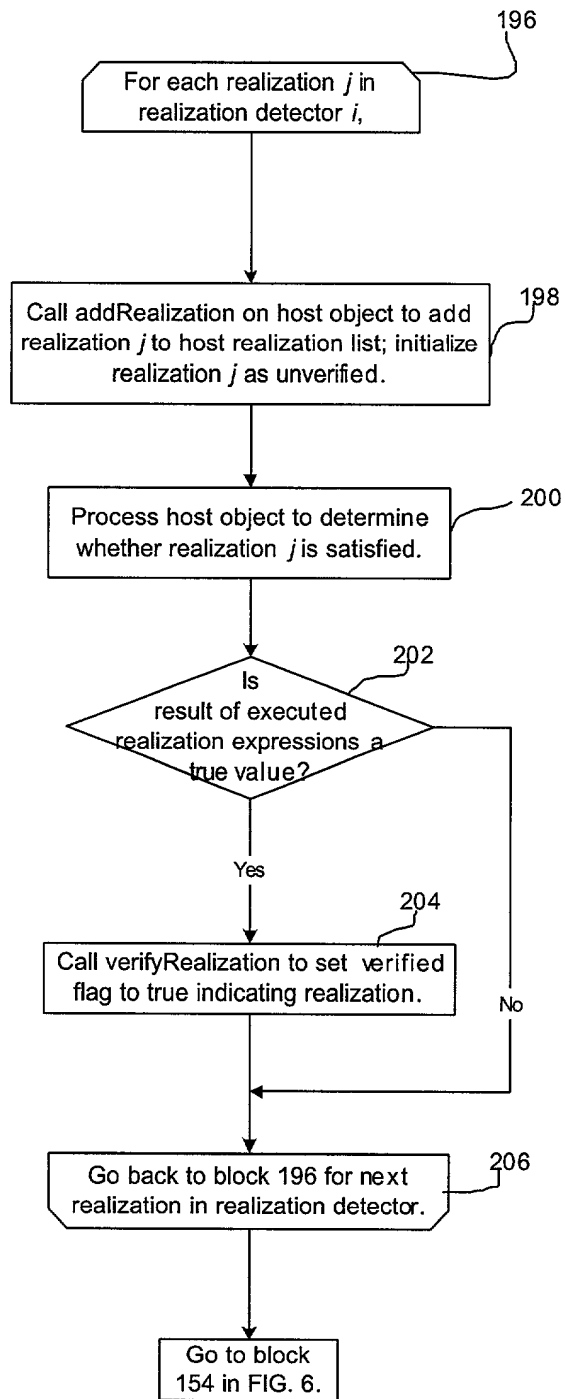 196
For each realization j in
realization detector i,
Call addRealization on host object to add
realization j to host realization list; initialize
realization j as unverified.
198
Process host object to determine
whether realization j is satisfied.
200
202
Is
result of executed
realization expressions a
true value?
Yes
No
204
Call verifyRealization to set verified
flag to true indicating realization.
Go back to block 196 for next
realization in realization detector.
206
Go to block
154 in FIG. 6.